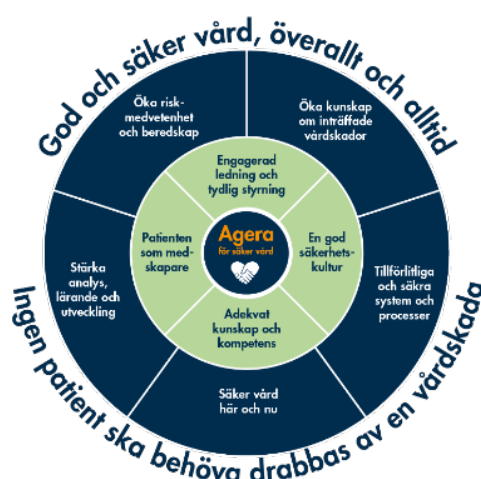 God och säker vård, överallt och alltid
Öka risk-
medvetenhet
och beredskap
Öka kunskap
om inträffade
vårdskador
Engagerad
ledning och
tydlig styrning
Patienten
som med-
skapare
Agera
för säker vård
En god
säkerhets-
kultur
Stärka
analys,
lärande och
utveckling
Tillförlitliga
och säkra
system och
processer
Adekvat
kunskap och
kompetens
Säker vård
här och nu
Ingen patient ska behöva drabbas av en vårdskada